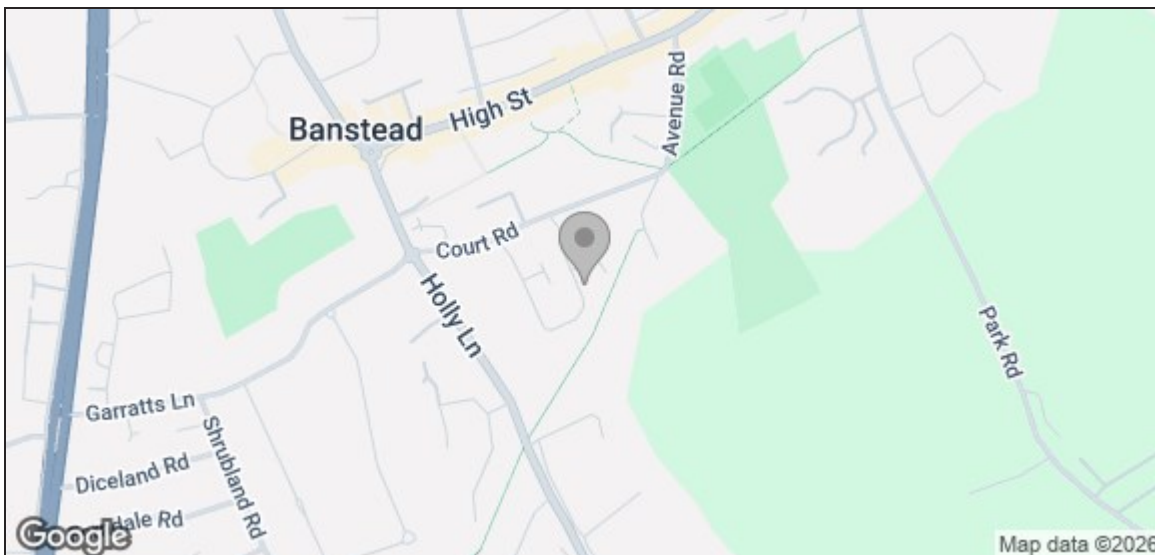 High St
Avenue Rd
Banstead
Court Rd
Holly Ln
Park Rd
Garratts Ln
Shrubland Rd
Diceland Rd
Hale Rd
Google
Map data ©2026